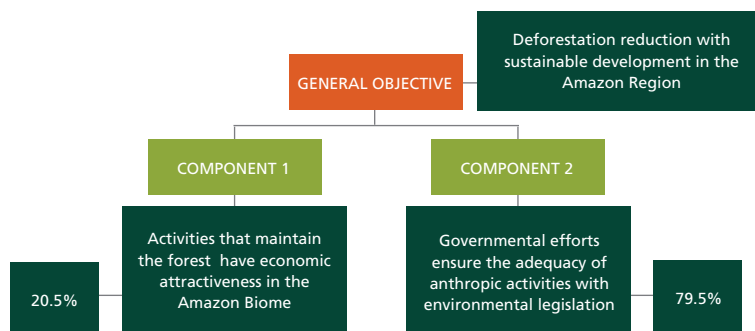 Deforestation reduction with
sustainable development in the
Amazon Region
GENERAL OBJECTIVE
COMPONENT 1
COMPONENT 2
Activities that maintain
the forest have economic
attractiveness in the
Amazon Biome
20.5%
Governmental efforts
ensure the adequacy of
anthropic activities with
environmental legislation
79.5%